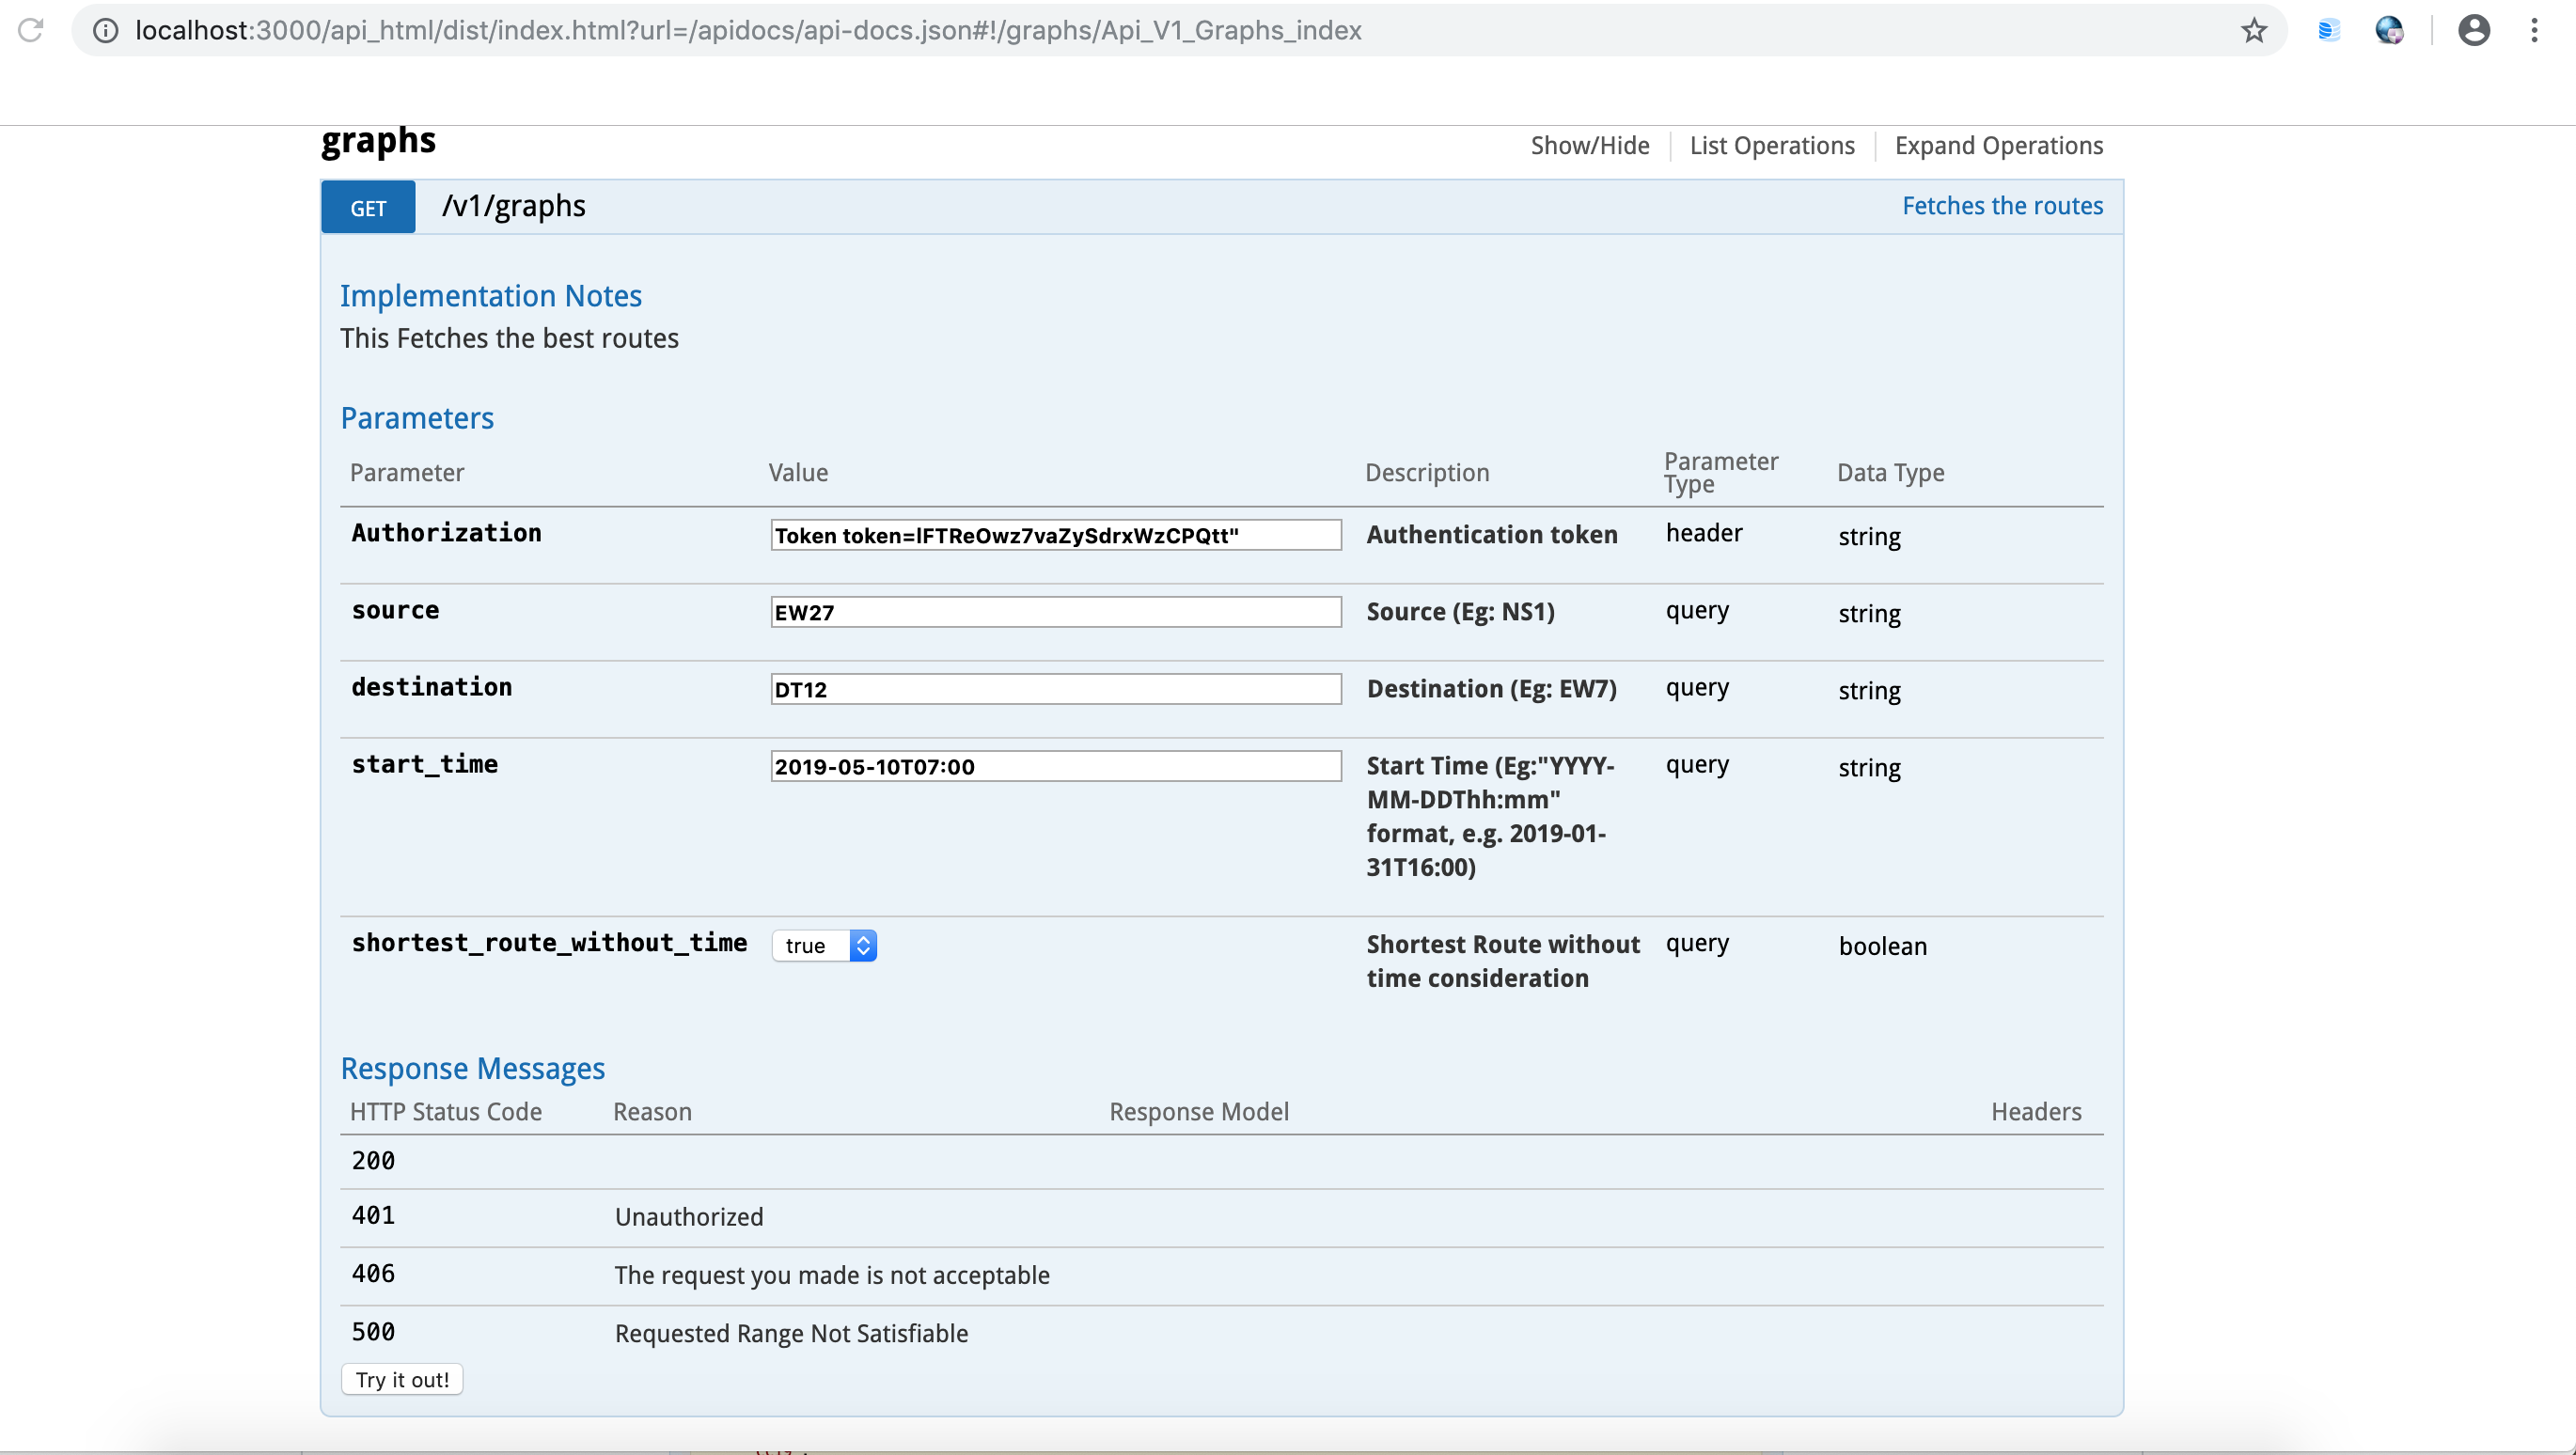 localhost:3000/api_html/dist/index.html?url=/apidocs/api-docs.json#!/graphs/Api_V1_Graphs_index
graphs
Show/Hide List Operations Expand Operations
GET /v1/graphs Fetches the routes
Implementation Notes
This Fetches the best routes
Parameters
Parameter Value Description Parameter Type Data Type
Authorization Token token=lFTReOwz7vaZySdrxWzCPQtt" Authentication token header string
source EW27 Source (Eg: NS1) query string
destination DT12 Destination (Eg: EW7) query string
start_time 2019-05-10T07:00 Start Time (Eg:"YYYY- query string
MM-DDThh:mm"
format, e.g. 2019-01-
31T16:00)
shortest_route_without_time true Shortest Route without query boolean
time consideration
Response Messages
HTTP Status Code Reason Response Model Headers
200
401 Unauthorized
406 The request you made is not acceptable
500 Requested Range Not Satisfiable
Try it out!